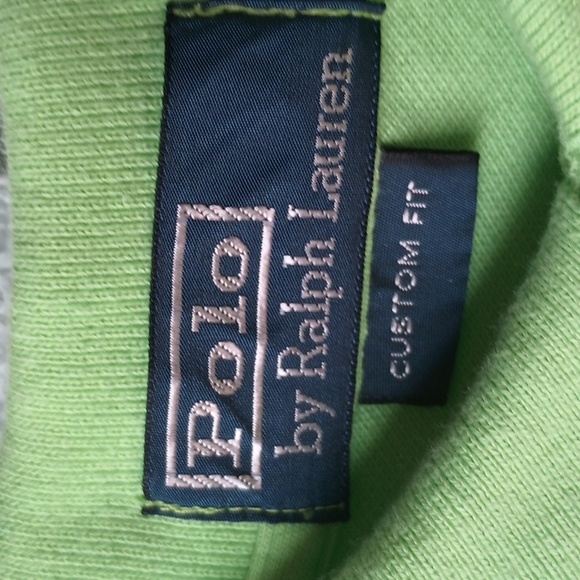 Polo
by Ralph Lauren
CUSTOM FIT